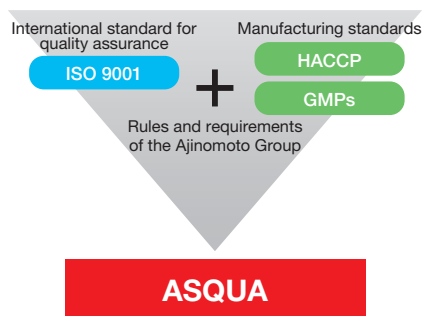 International standard for
quality assurance
ISO 9001
+
Manufacturing standards
HACCP
GMPs
Rules and requirements
of the Ajinomoto Group
ASQUA